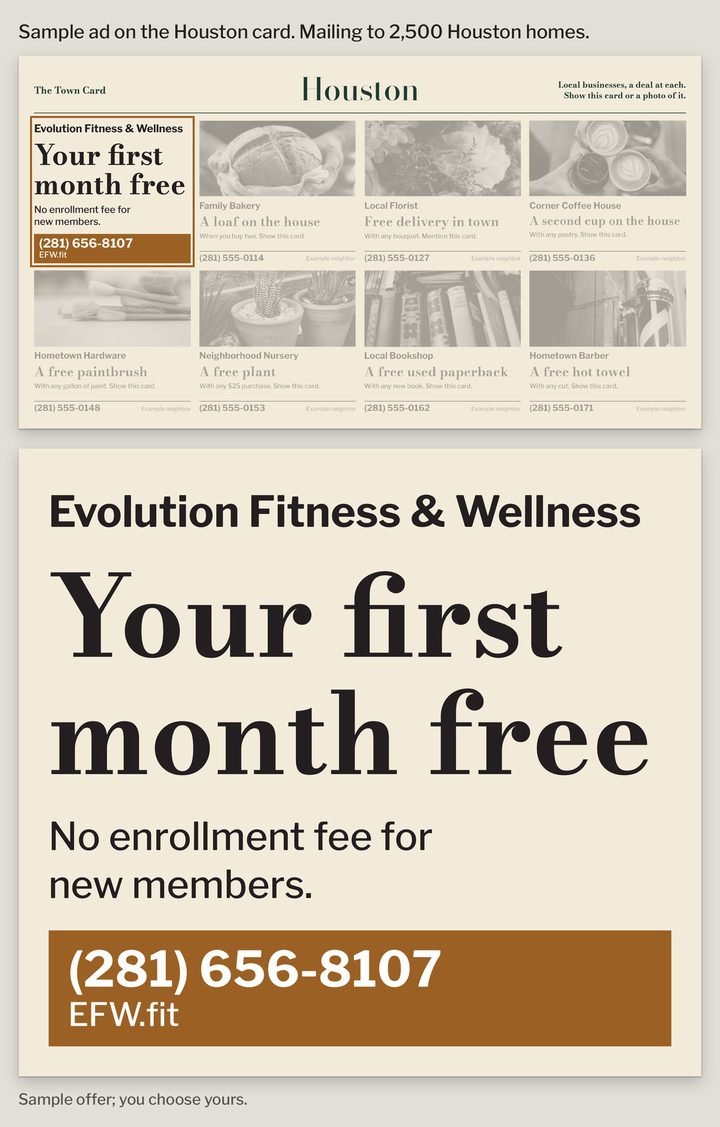 Sample ad on the Houston card. Mailing to 2,500 Houston homes.
The Town Card
Houston
Local businesses, a deal at each.
Show this card or a photo of it.
Evolution Fitness & Wellness
Your first
month free
No enrollment fee for
new members.
(281) 656-8107
EFW.fit
Family Bakery
A loaf on the house
When you buy two. Show this card.
(281) 555-0114
Example neighbor
Local Florist
Free delivery in town
With any bouquet. Mention this card.
(281) 555-0127
Example neighbor
Corner Coffee House
A second cup on the house
With any pastry. Show this card.
(281) 555-0136
Example neighbor
Hometown Hardware
A free paintbrush
With any gallon of paint. Show this card.
(281) 555-0148
Example neighbor
Neighborhood Nursery
A free plant
With any $25 purchase. Show this card.
(281) 555-0153
Example neighbor
Local Bookshop
A free used paperback
With any new book. Show this card.
(281) 555-0162
Example neighbor
Hometown Barber
A free hot towel
With any cut. Show this card.
(281) 555-0171
Example neighbor
Evolution Fitness & Wellness
Your first
month free
No enrollment fee for
new members.
(281) 656-8107
EFW.fit
Sample offer; you choose yours.